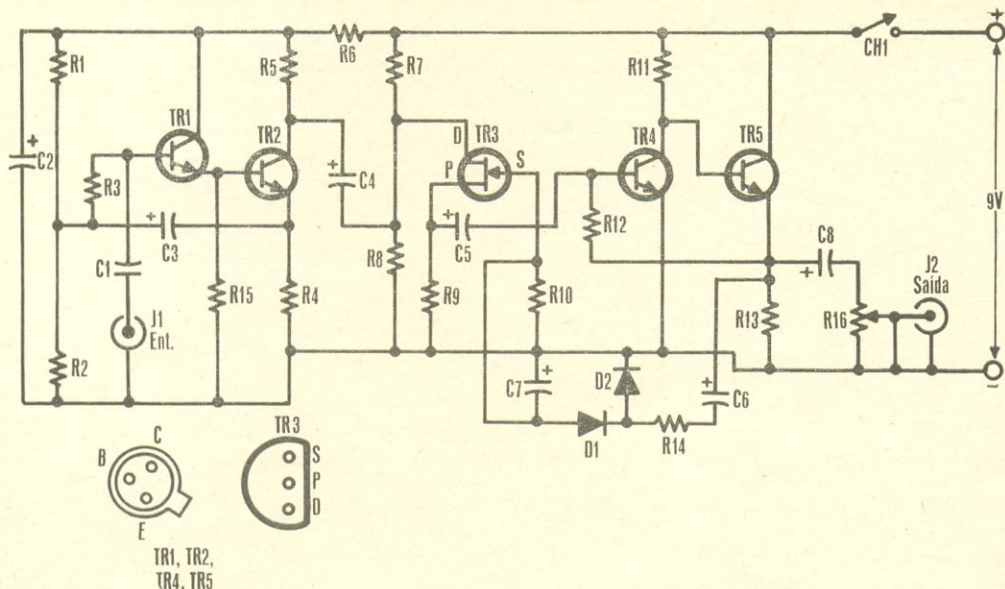 +
R1
R5
R6
R7
R11
CH1
+
TR1
TR2
TR3
TR4
TR5
D
S
P
C2
+
R3
C3
+
C4
+
C5
+
R12
9V
C1
R8
C8
+
J2
Saída
J1
Ent.
R15
R4
R9
R10
R13
R16
R2
C7
+
D2
C6
+
–
D1
R14
C
B
E
TR1, TR2,
TR4, TR5
TR3
S
P
D